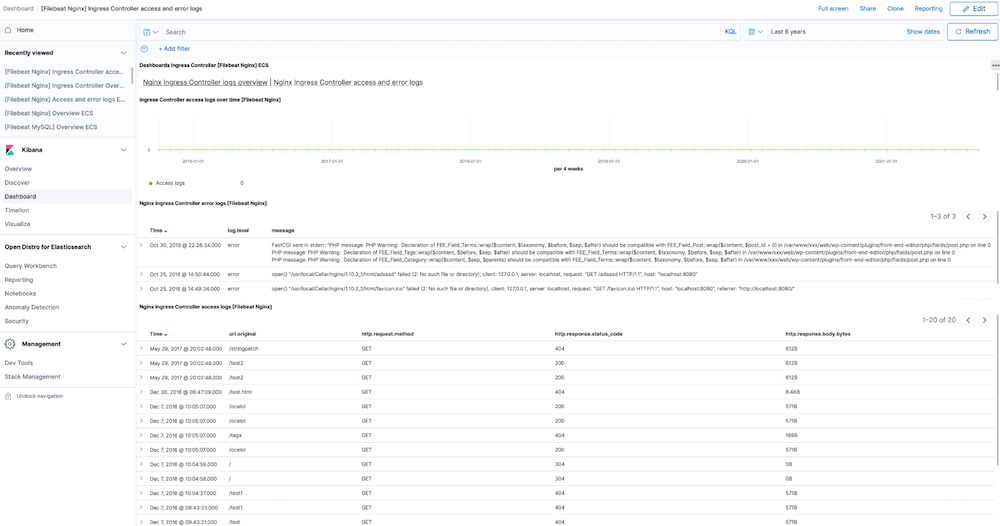 Dashboard / [Filebeat Nginx] Ingress Controller access and error logs
Full screen Share Clone Reporting Edit
Home
Search KQL Last 6 years Show dates Refresh
+ Add filter
Recently viewed
[Filebeat Nginx] Ingress Controller acce...
[Filebeat Nginx] Ingress Controller Over...
[Filebeat Nginx] Access and error logs E...
[Filebeat Nginx] Overview ECS
[Filebeat MySQL] Overview ECS
Kibana
Overview
Discover
Dashboard
Timelion
Visualize
Open Distro for Elasticsearch
Query Workbench
Reporting
Notebooks
Anomaly Detection
Security
Management
Dev Tools
Stack Management
Undock navigation
Dashboards Ingress Controller [Filebeat Nginx] ECS
Nginx Ingress Controller logs overview | Nginx Ingress Controller access and error logs
Ingress Controller access logs over time [Filebeat Nginx]
0
2016-01-01 2017-01-01 2018-01-01 2019-01-01 2020-01-01 2021-01-01
per 4 weeks
Access logs 0
Nginx Ingress Controller error logs [Filebeat Nginx]
1–3 of 3
Time log.level message
Oct 30, 2019 @ 22:26:34.000 error FastCGI sent in stderr: "PHP message: PHP Warning: Declaration of FEE_Field_Terms::wrap($content, $taxonomy, $before, $sep, $after) should be compatible with FEE_Field_Post::wrap($content, $post_id = 0) in /var/www/xxx/web/wp-content/plugins/front-end-editor/php/fields/post.php on line 0
PHP message: PHP Warning: Declaration of FEE_Field_Tags::wrap($content, $taxonomy, $before, $sep, $after) should be compatible with FEE_Field_Terms::wrap($content, $taxonomy, $before, $sep, $after) in /var/www/xxx/web/wp-content/plugins/front-end-editor/php/fields/post.php on line 0
PHP message: PHP Warning: Declaration of FEE_Field_Category::wrap($content, $taxonomy, $before, $sep, $after) should be compatible with FEE_Field_Terms::wrap($content, $taxonomy, $before, $sep, $after) in /var/www/xxx/web/wp-content/plugins/front-end-editor/php/fields/post.php on line 0
Oct 25, 2016 @ 14:50:44.000 error open() "/usr/local/Cellar/nginx/1.10.2_1/html/adsasd" failed (2: No such file or directory), client: 127.0.0.1, server: localhost, request: "GET /adsasd HTTP/1.1", host: "localhost:8080"
Oct 25, 2016 @ 14:49:34.000 error open() "/usr/local/Cellar/nginx/1.10.2_1/html/favicon.ico" failed (2: No such file or directory), client: 127.0.0.1, server: localhost, request: "GET /favicon.ico HTTP/1.1", host: "localhost:8080", referrer: "http://localhost:8080/"
Nginx Ingress Controller access logs [Filebeat Nginx]
1–20 of 20
Time url.original http.request.method http.response.status_code http.response.body.bytes
May 29, 2017 @ 20:02:48.000 /stringpatch GET 404 612B
May 29, 2017 @ 20:02:48.000 /test2 GET 200 612B
May 29, 2017 @ 20:02:48.000 /test2 GET 200 612B
Dec 30, 2016 @ 06:47:09.000 /test.html GET 404 8.4KB
Dec 7, 2016 @ 10:05:07.000 /ocelot GET 200 571B
Dec 7, 2016 @ 10:05:07.000 /ocelot GET 200 571B
Dec 7, 2016 @ 10:05:07.000 /tega GET 404 169B
Dec 7, 2016 @ 10:05:07.000 /ocelot GET 200 571B
Dec 7, 2016 @ 10:04:59.000 / GET 304 0B
Dec 7, 2016 @ 10:04:58.000 / GET 304 0B
Dec 7, 2016 @ 10:04:37.000 /test1 GET 404 571B
Dec 7, 2016 @ 09:43:23.000 /test1 GET 404 571B
Dec 7, 2016 @ 09:43:21.000 /test GET 404 571B